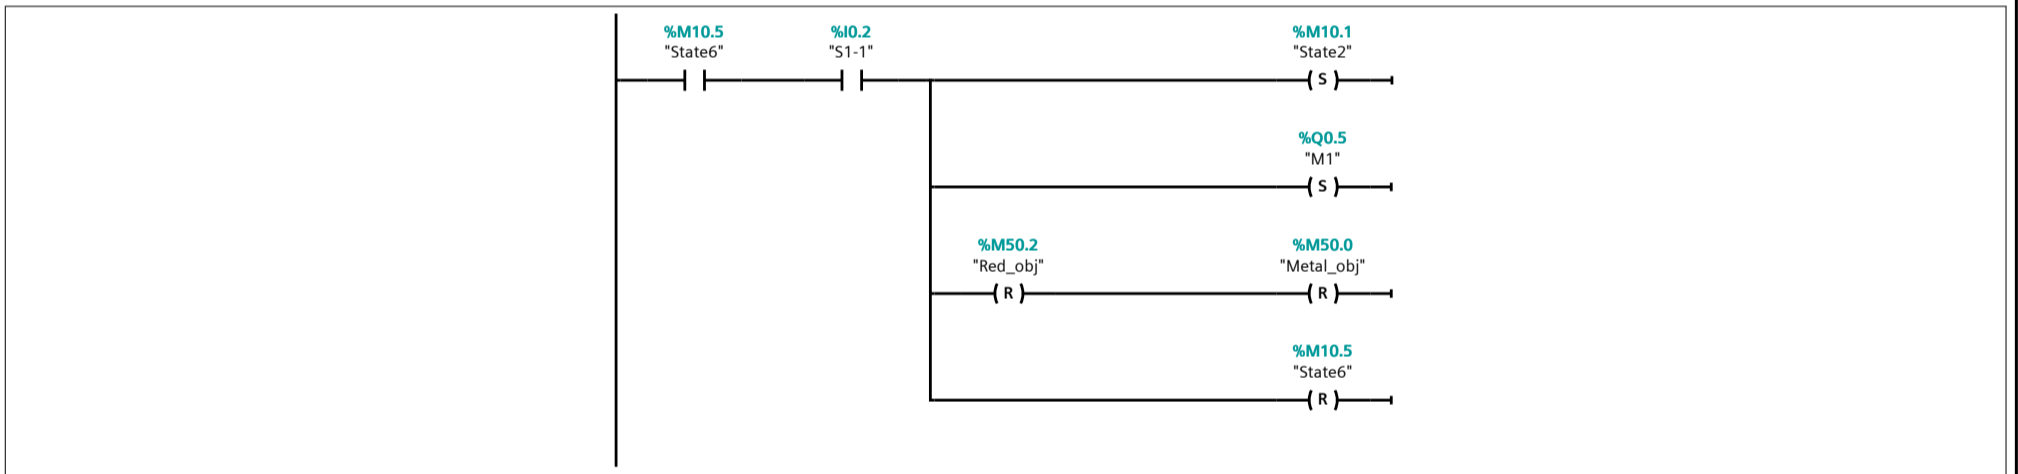 %M10.5 %I0.2 %M10.1
"State6" "S1-1" "State2"
S
%Q0.5
"M1"
S
%M50.2 %M50.0
"Red_obj" "Metal_obj"
R R
%M10.5
"State6"
R